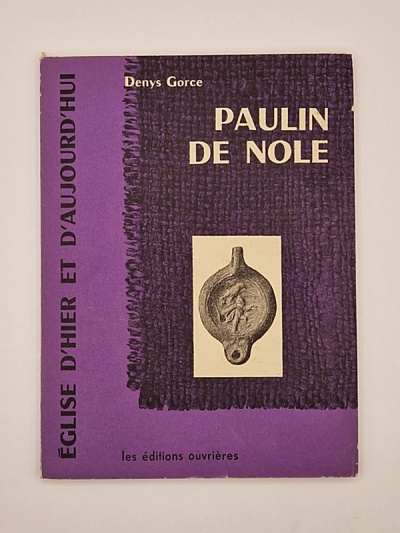 Denys Gorce
PAULIN
DE NOLE
ÉGLISE D'HIER ET D'AUJOURD'HUI
les éditions ouvrières